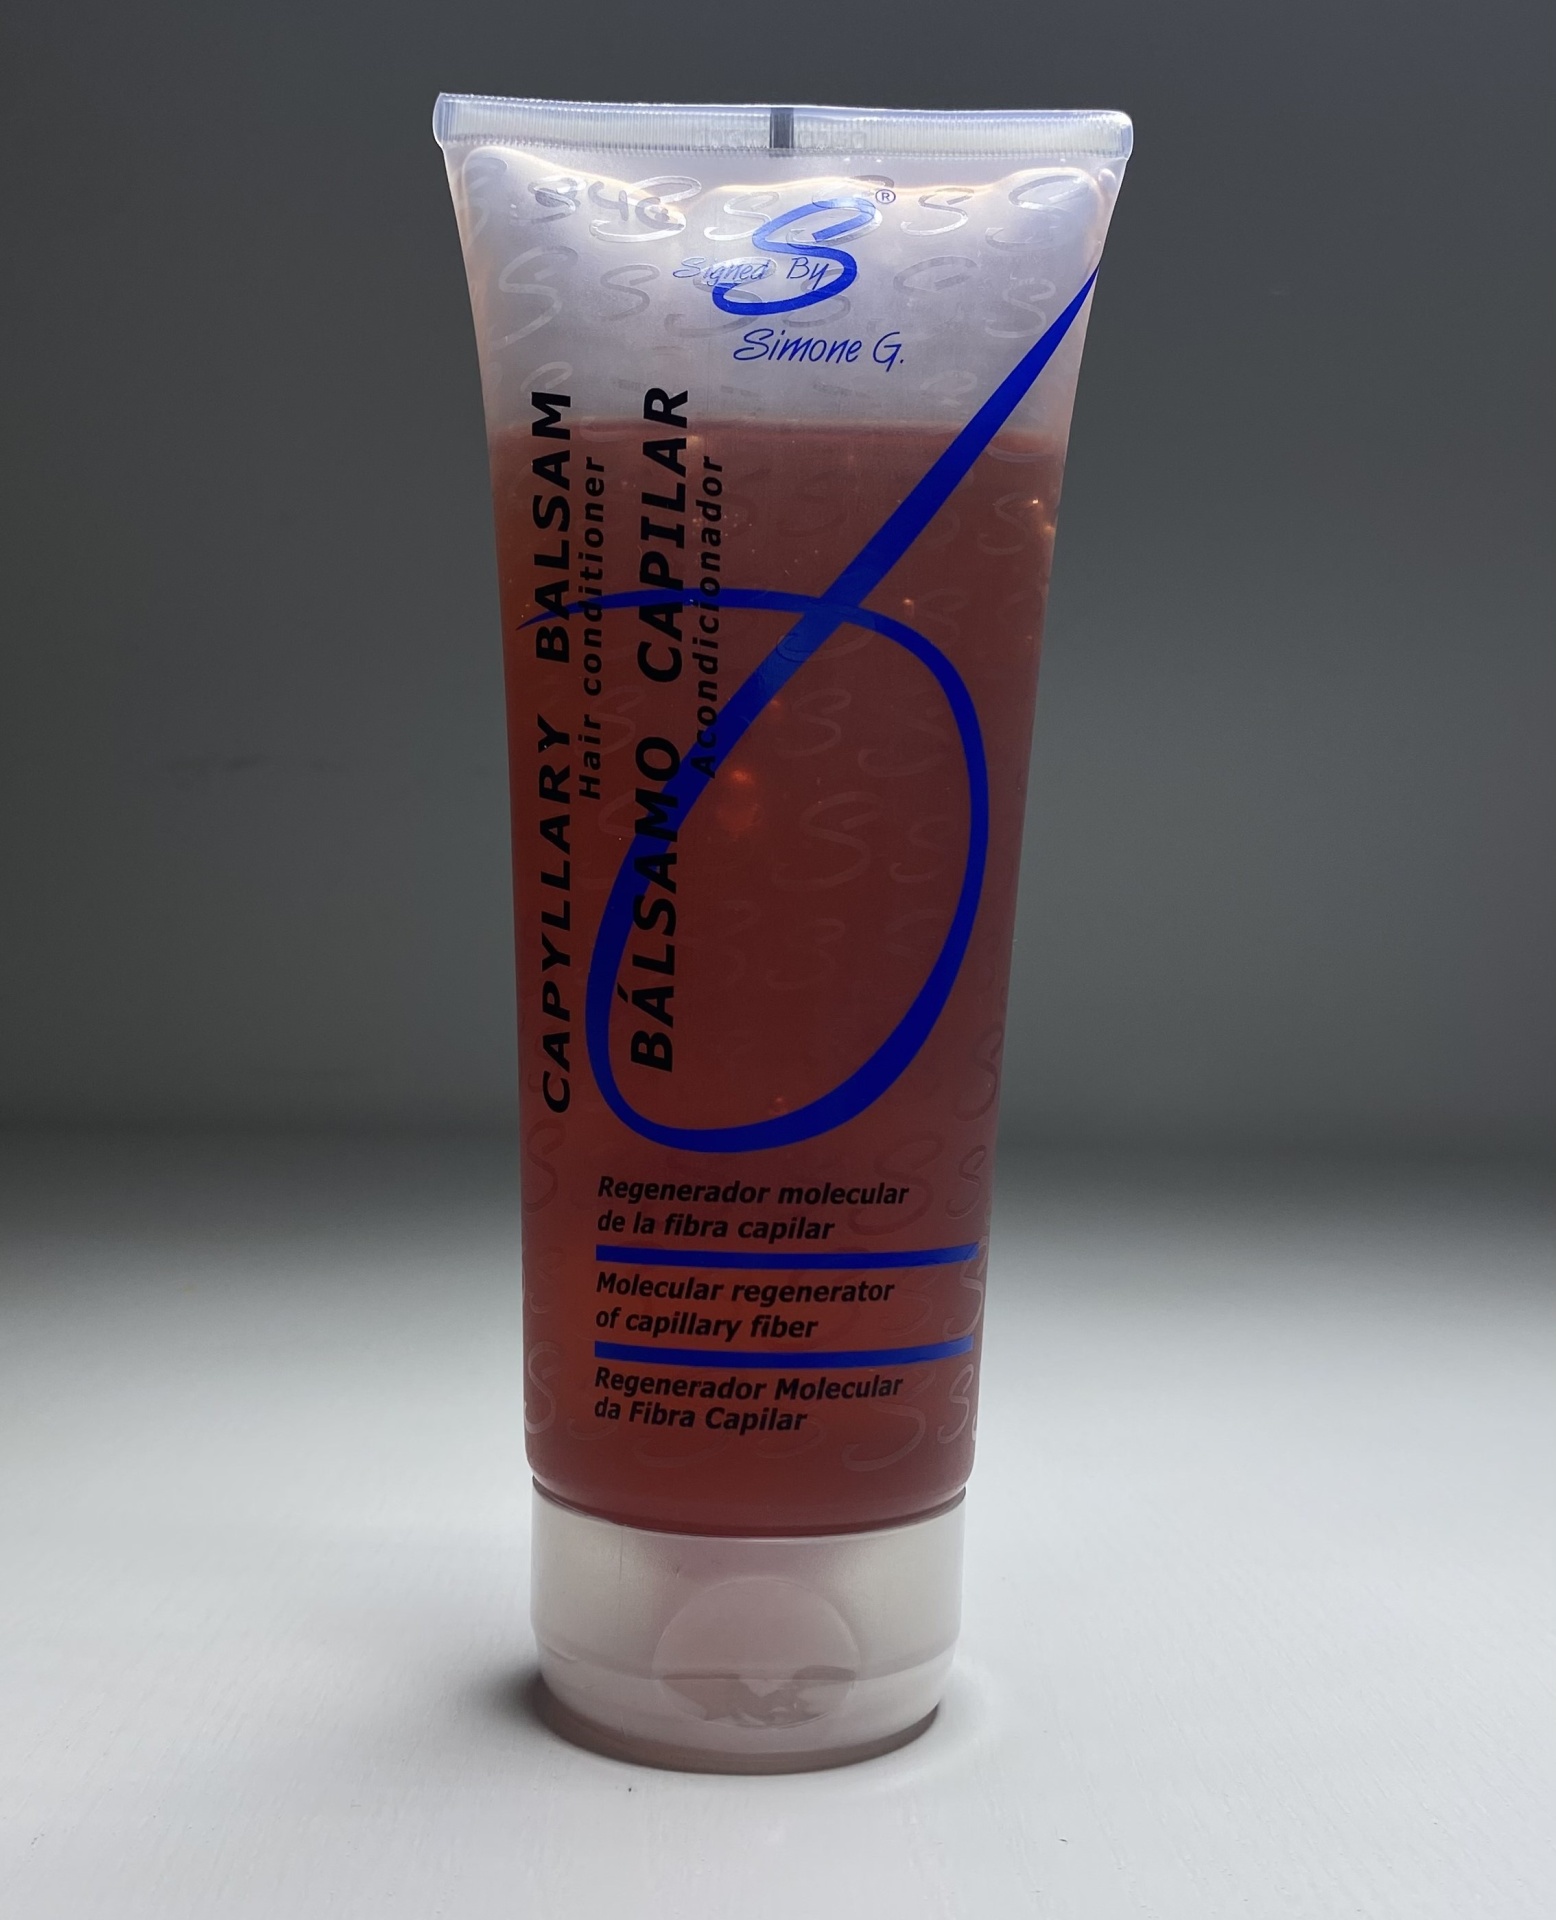 S®
Signed By
Simone G.
CAPYLLARY BALSAM
Hair conditioner
BÁLSAMO CAPILAR
Acondicionador
Regenerador molecular
de la fibra capilar
Molecular regenerator
of capillary fiber
Regenerador Molecular
da Fibra Capilar